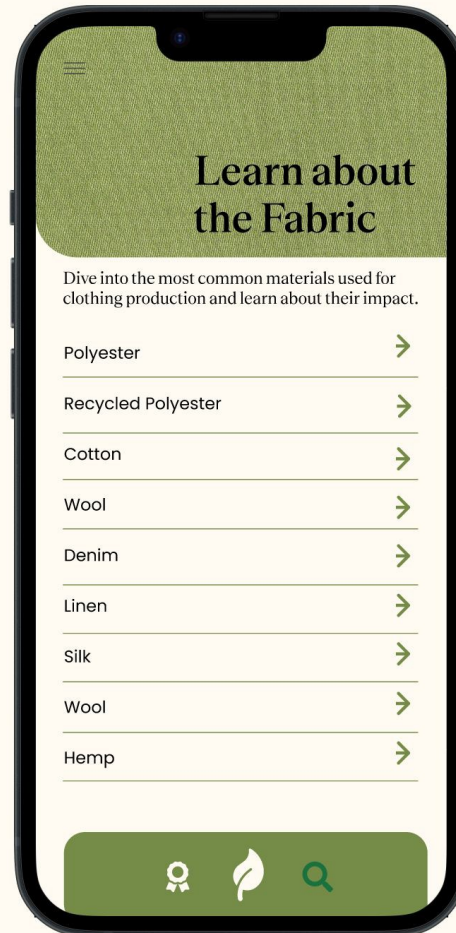 Learn about
the Fabric
Dive into the most common materials used for
clothing production and learn about their impact.
Polyester
Recycled Polyester
Cotton
Wool
Denim
Linen
Silk
Wool
Hemp